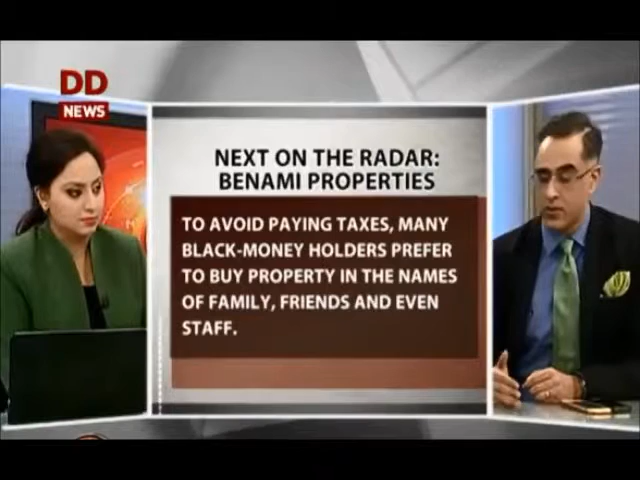 DD
NEWS
NEXT ON THE RADAR:
BENAMI PROPERTIES
TO AVOID PAYING TAXES, MANY
BLACK-MONEY HOLDERS PREFER
TO BUY PROPERTY IN THE NAMES
OF FAMILY, FRIENDS AND EVEN
STAFF.